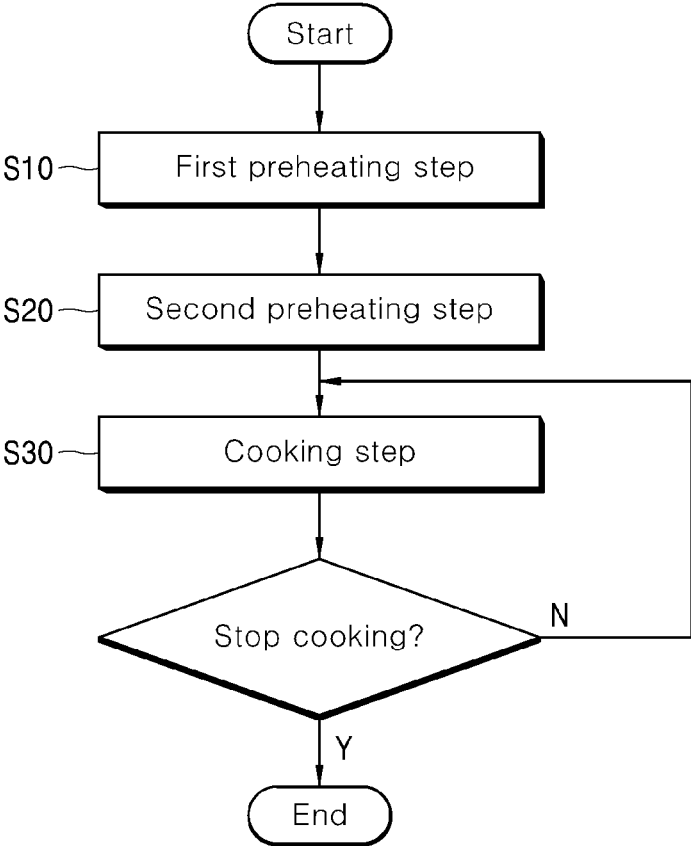 Start
S10
First preheating step
S20
Second preheating step
S30
Cooking step
Stop cooking?
N
Y
End